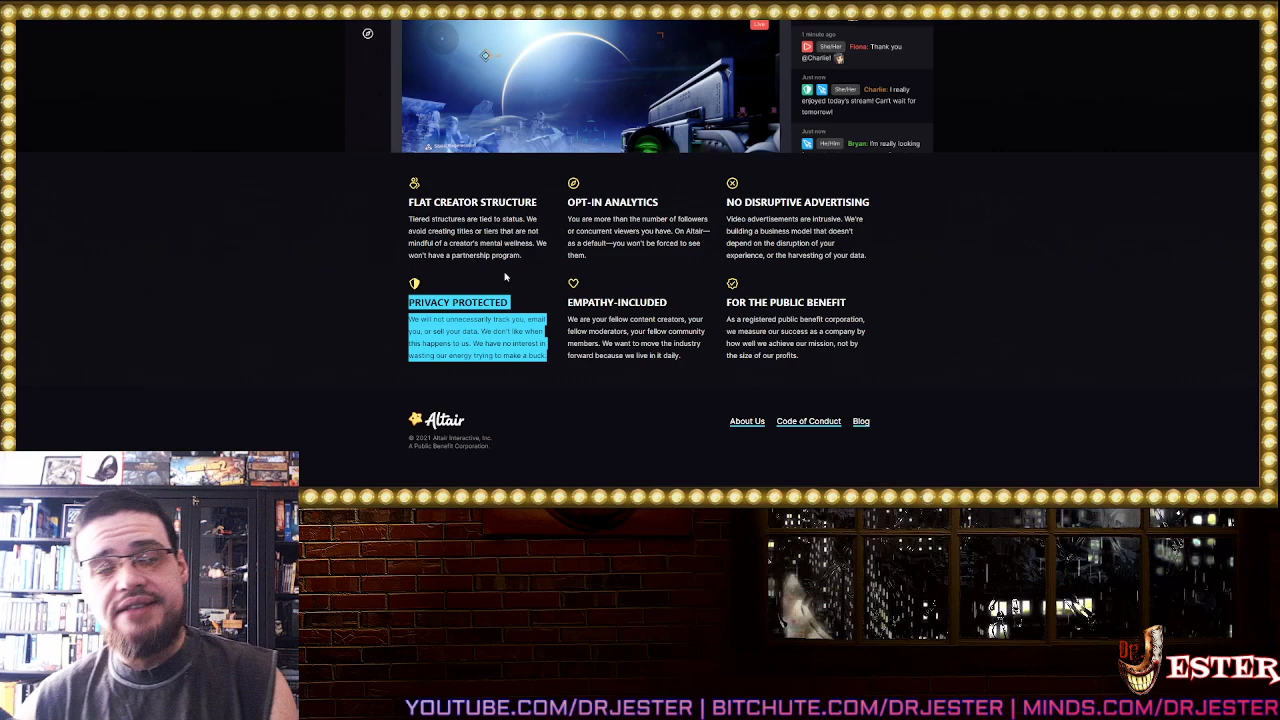 Live
1 minute ago
She/Her Fiona: Thank you
@Charlie!
Just now
She/Her Charlie: I really
enjoyed today's stream! Can't wait for
tomorrow!
Just now
He/Him Bryan: I'm really looking
FLAT CREATOR STRUCTURE
Tiered structures are tied to status. We
avoid creating titles or tiers that are not
mindful of a creator's mental wellness. We
won't have a partnership program.
OPT-IN ANALYTICS
You are more than the number of followers
or concurrent viewers you have. On Altair—
as a default—you won't be forced to see
them.
NO DISRUPTIVE ADVERTISING
Video advertisements are intrusive. We're
building a business model that doesn't
depend on the disruption of your
experience, or the harvesting of your data.
PRIVACY PROTECTED
We will not unnecessarily track you, email
you, or sell your data. We don't like when
this happens to us. We have no interest in
wasting our energy trying to make a buck.
EMPATHY-INCLUDED
We are your fellow content creators, your
fellow moderators, your fellow community
members. We want to move the industry
forward because we live in it daily.
FOR THE PUBLIC BENEFIT
As a registered public benefit corporation,
we measure our success as a company by
how well we achieve our mission, not by
the size of our profits.
Altair
© 2021 Altair Interactive, Inc.
A Public Benefit Corporation.
About Us Code of Conduct Blog
Dr
JESTER
YOUTUBE.COM/DRJESTER | BITCHUTE.COM/DRJESTER | MINDS.COM/DRJESTER